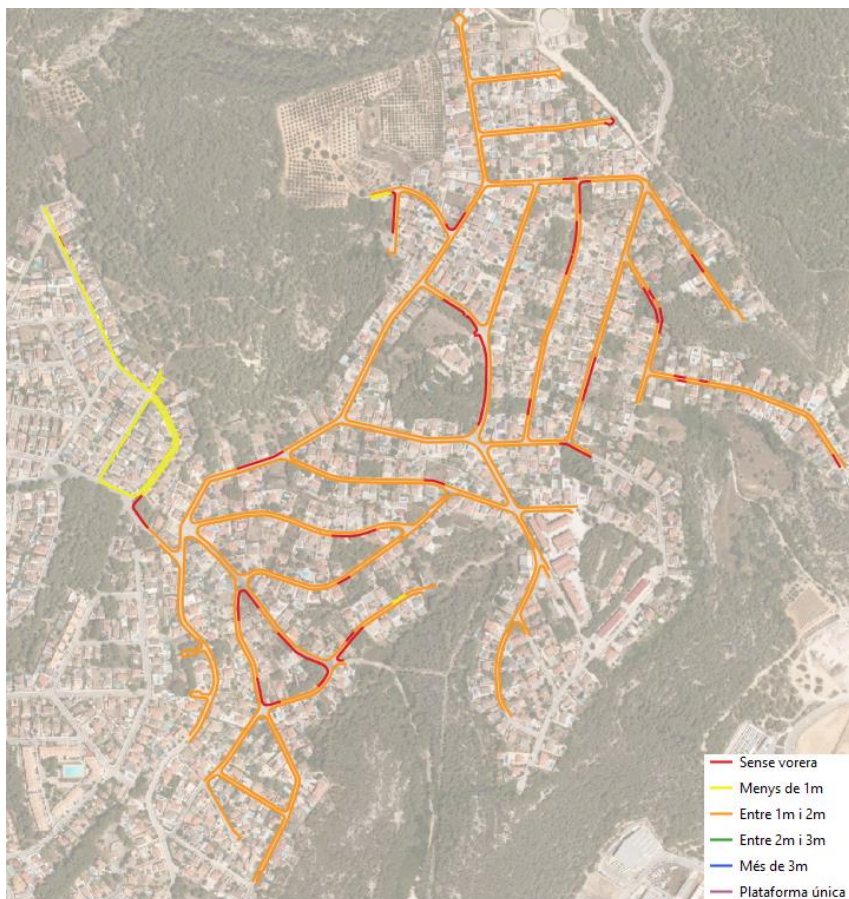 Sense vorera
Menys de 1m
Entre 1m i 2m
Entre 2m i 3m
Més de 3m
Plataforma única